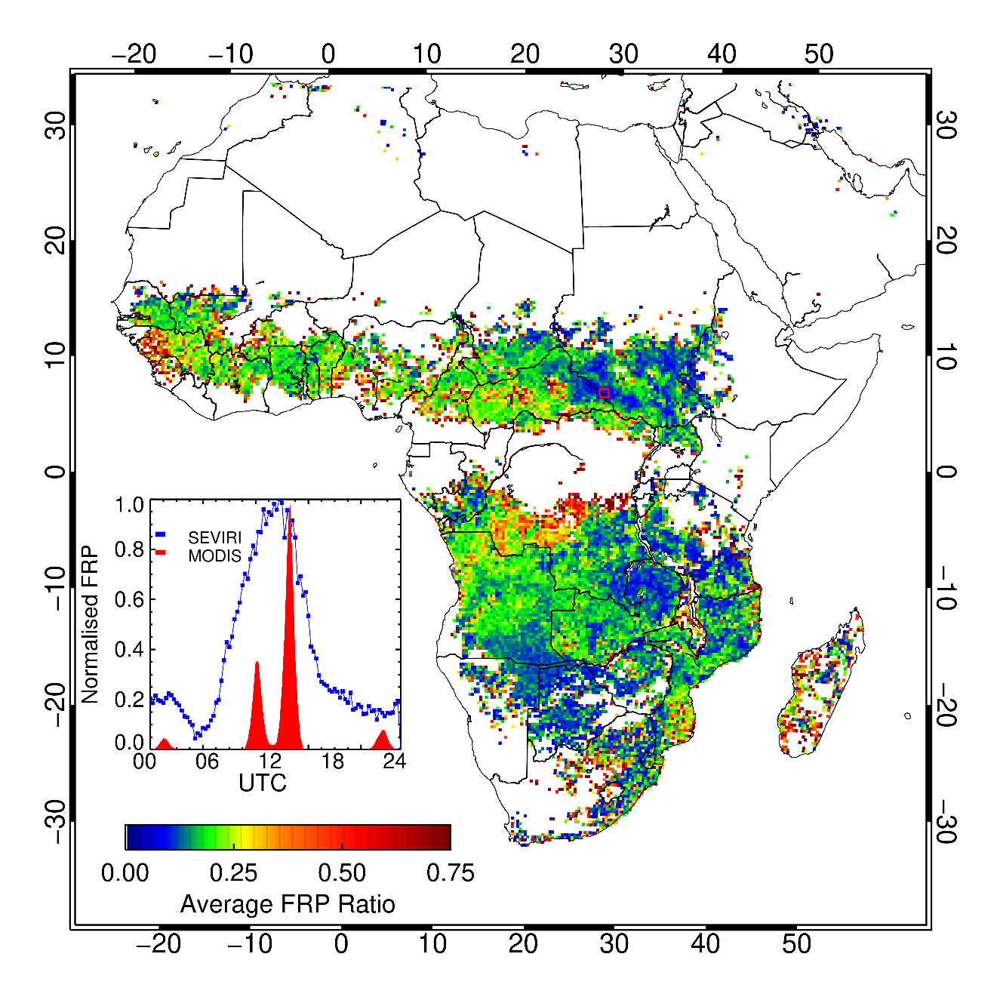 −20 −10 0 10 20 30 40 50
30 30
20 20
10 10
0 0
−10 −10
−20 −20
−30 −30
1.0
0.8
0.6
0.4
0.2
0.0
Normalised FRP
SEVIRI
MODIS
00 06 12 18 24
UTC
0.00 0.25 0.50 0.75
Average FRP Ratio
−20 −10 0 10 20 30 40 50